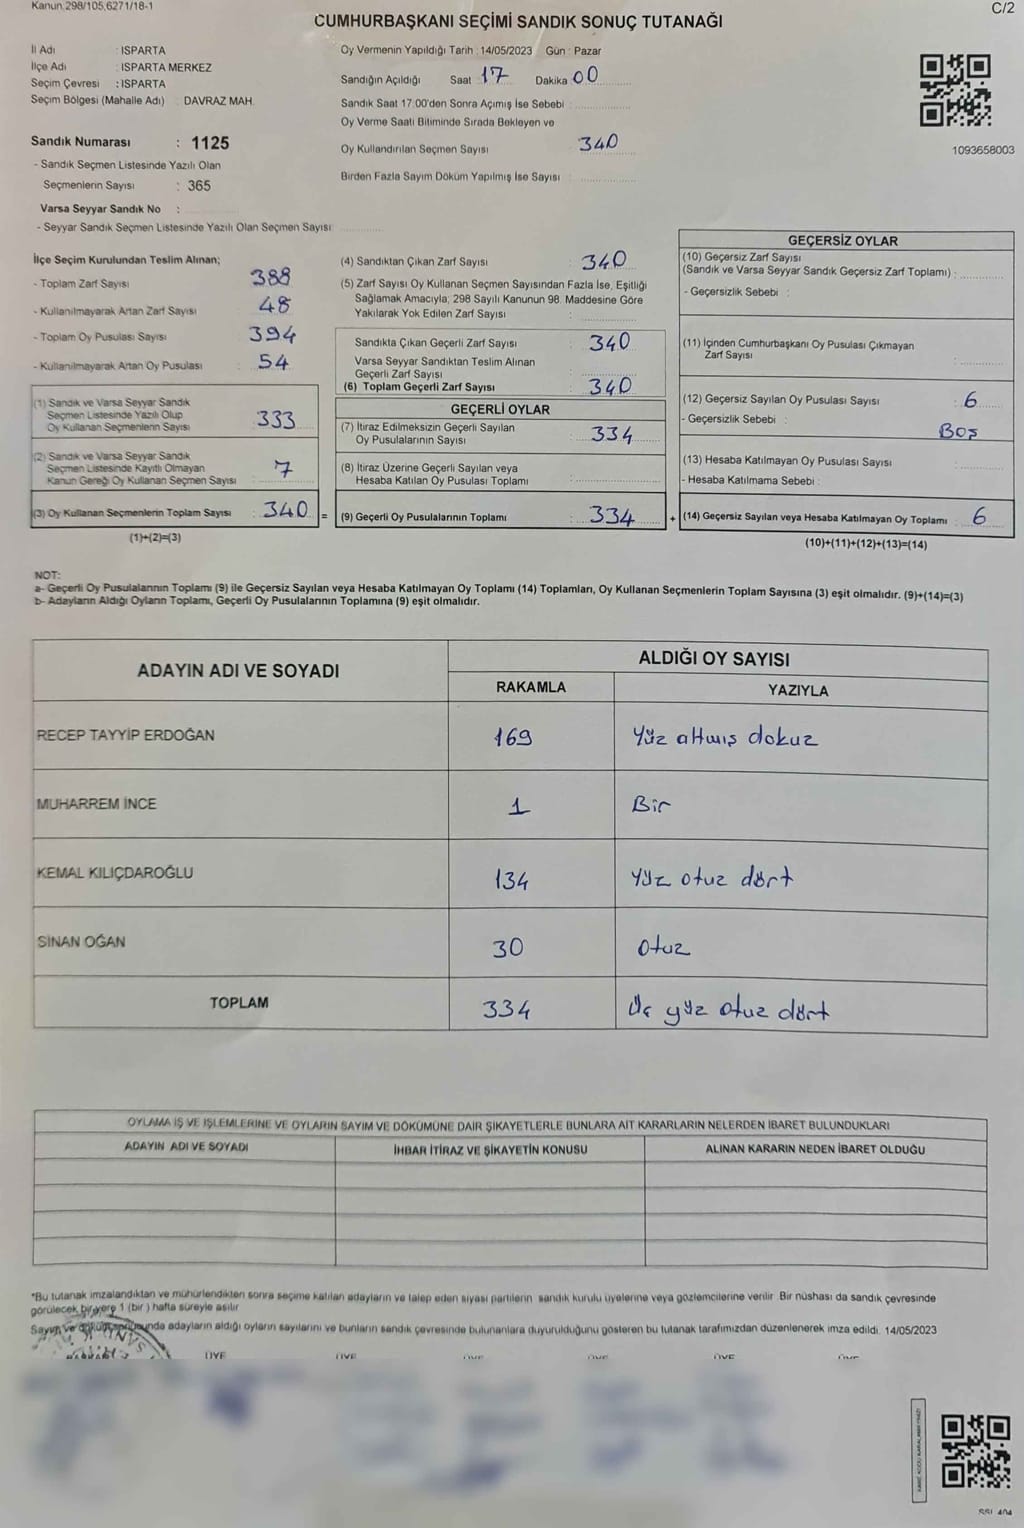 Kanun.298/105,6271/18-1
C/2
CUMHURBAŞKANI SEÇİMİ SANDIK SONUÇ TUTANAĞI
İl Adı : ISPARTA
İlçe Adı : ISPARTA MERKEZ
Seçim Çevresi : ISPARTA
Seçim Bölgesi (Mahalle Adı) : DAVRAZ MAH.
Sandık Numarası : 1125
- Sandık Seçmen Listesinde Yazılı Olan
Seçmenlerin Sayısı : 365
Varsa Seyyar Sandık No :
- Seyyar Sandık Seçmen Listesinde Yazılı Olan Seçmen Sayısı:
Oy Vermenin Yapıldığı Tarih : 14/05/2023 Gün : Pazar
Sandığın Açıldığı Saat 17 Dakika 00
Sandık Saat 17:00'den Sonra Açımış İse Sebebi :
Oy Verme Saati Bitiminde Sırada Bekleyen ve
Oy Kullandırılan Seçmen Sayısı 340
Birden Fazla Sayım Döküm Yapılmış İse Sayısı :
1093658003
İlçe Seçim Kurulundan Teslim Alınan;
- Toplam Zarf Sayısı 388
- Kullanılmayarak Artan Zarf Sayısı 48
- Toplam Oy Pusulası Sayısı 394
- Kullanılmayarak Artan Oy Pusulası : 54
(1) Sandık ve Varsa Seyyar Sandık
Seçmen Listesinde Yazılı Olup
Oy Kullanan Seçmenlerin Sayısı 333
(2) Sandık ve Varsa Seyyar Sandık
Seçmen Listesinde Kayıtlı Olmayan
Kanun Gereği Oy Kullanan Seçmen Sayısı : 7
(3) Oy Kullanan Seçmenlerin Toplam Sayısı : 340 =
(1)+(2)=(3)
(4) Sandıktan Çıkan Zarf Sayısı 340
(5) Zarf Sayısı Oy Kullanan Seçmen Sayısından Fazla İse, Eşitliği
Sağlamak Amacıyla; 298 Sayılı Kanunun 98. Maddesine Göre
Yakılarak Yok Edilen Zarf Sayısı :
Sandıkta Çıkan Geçerli Zarf Sayısı : 340
Varsa Seyyar Sandıktan Teslim Alınan
Geçerli Zarf Sayısı :
(6) Toplam Geçerli Zarf Sayısı : 340
GEÇERLİ OYLAR
(7) İtiraz Edilmeksizin Geçerli Sayılan
Oy Pusulalarının Sayısı : 334
(8) İtiraz Üzerine Geçerli Sayılan veya
Hesaba Katılan Oy Pusulası Toplamı :
(9) Geçerli Oy Pusulalarının Toplamı : 334 +
GEÇERSİZ OYLAR
(10) Geçersiz Zarf Sayısı
(Sandık ve Varsa Seyyar Sandık Geçersiz Zarf Toplamı) :
- Geçersizlik Sebebi :
(11) İçinden Cumhurbaşkanı Oy Pusulası Çıkmayan
Zarf Sayısı :
(12) Geçersiz Sayılan Oy Pusulası Sayısı : 6
- Geçersizlik Sebebi : Boş
(13) Hesaba Katılmayan Oy Pusulası Sayısı :
- Hesaba Katılmama Sebebi :
(14) Geçersiz Sayılan veya Hesaba Katılmayan Oy Toplamı : 6
(10)+(11)+(12)+(13)=(14)
NOT:
a- Geçerli Oy Pusulalarının Toplamı (9) ile Geçersiz Sayılan veya Hesaba Katılmayan Oy Toplamı (14) Toplamları, Oy Kullanan Seçmenlerin Toplam Sayısına (3) eşit olmalıdır. (9)+(14)=(3)
b- Adayların Aldığı Oyların Toplamı, Geçerli Oy Pusulalarının Toplamına (9) eşit olmalıdır.
ADAYIN ADI VE SOYADI
ALDIĞI OY SAYISI
RAKAMLA YAZIYLA
RECEP TAYYİP ERDOĞAN 169 Yüz altmış dokuz
MUHARREM İNCE 1 Bir
KEMAL KILIÇDAROĞLU 134 Yüz otuz dört
SİNAN OĞAN 30 Otuz
TOPLAM 334 Üç yüz otuz dört
OYLAMA İŞ VE İŞLEMLERİNE VE OYLARIN SAYIM VE DÖKÜMÜNE DAİR ŞİKAYETLERLE BUNLARA AİT KARARLARIN NELERDEN İBARET BULUNDUKLARI
ADAYIN ADI VE SOYADI İHBAR İTİRAZ VE ŞİKAYETİN KONUSU ALINAN KARARIN NEDEN İBARET OLDUĞU
*Bu tutanak imzalandıktan ve mühürlendikten sonra seçime katılan adayların ve talep eden siyasi partilerin sandık kurulu üyelerine veya gözlemcilerine verilir. Bir nüshası da sandık çevresinde
görülecek bir yere 1 (bir) hafta süreyle asılır
Sayım ve döküm sonunda adayların aldığı oyların sayılarını ve bunların sandık çevresinde bulunanlara duyurulduğunu gösteren bu tutanak tarafımızdan düzenlenerek imza edildi. 14/05/2023
ÜYE ÜYE ÜYE ÜYE ÜYE ÜYE